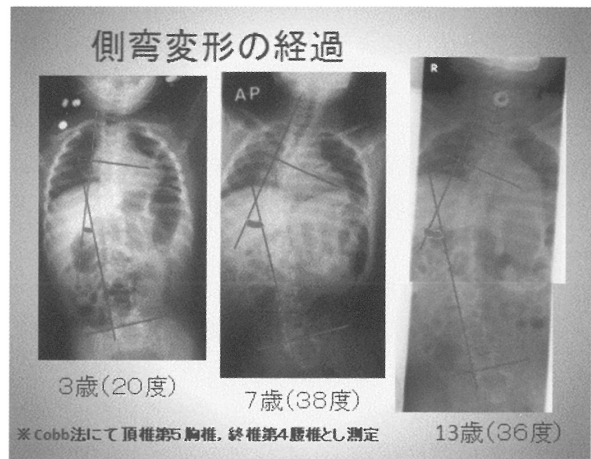 側弯変形の経過
AP
R
3歳(20度)
7歳(38度)
13歳(36度)
※Cobb法にて頂椎第5胸椎,終椎第4腰椎とし測定